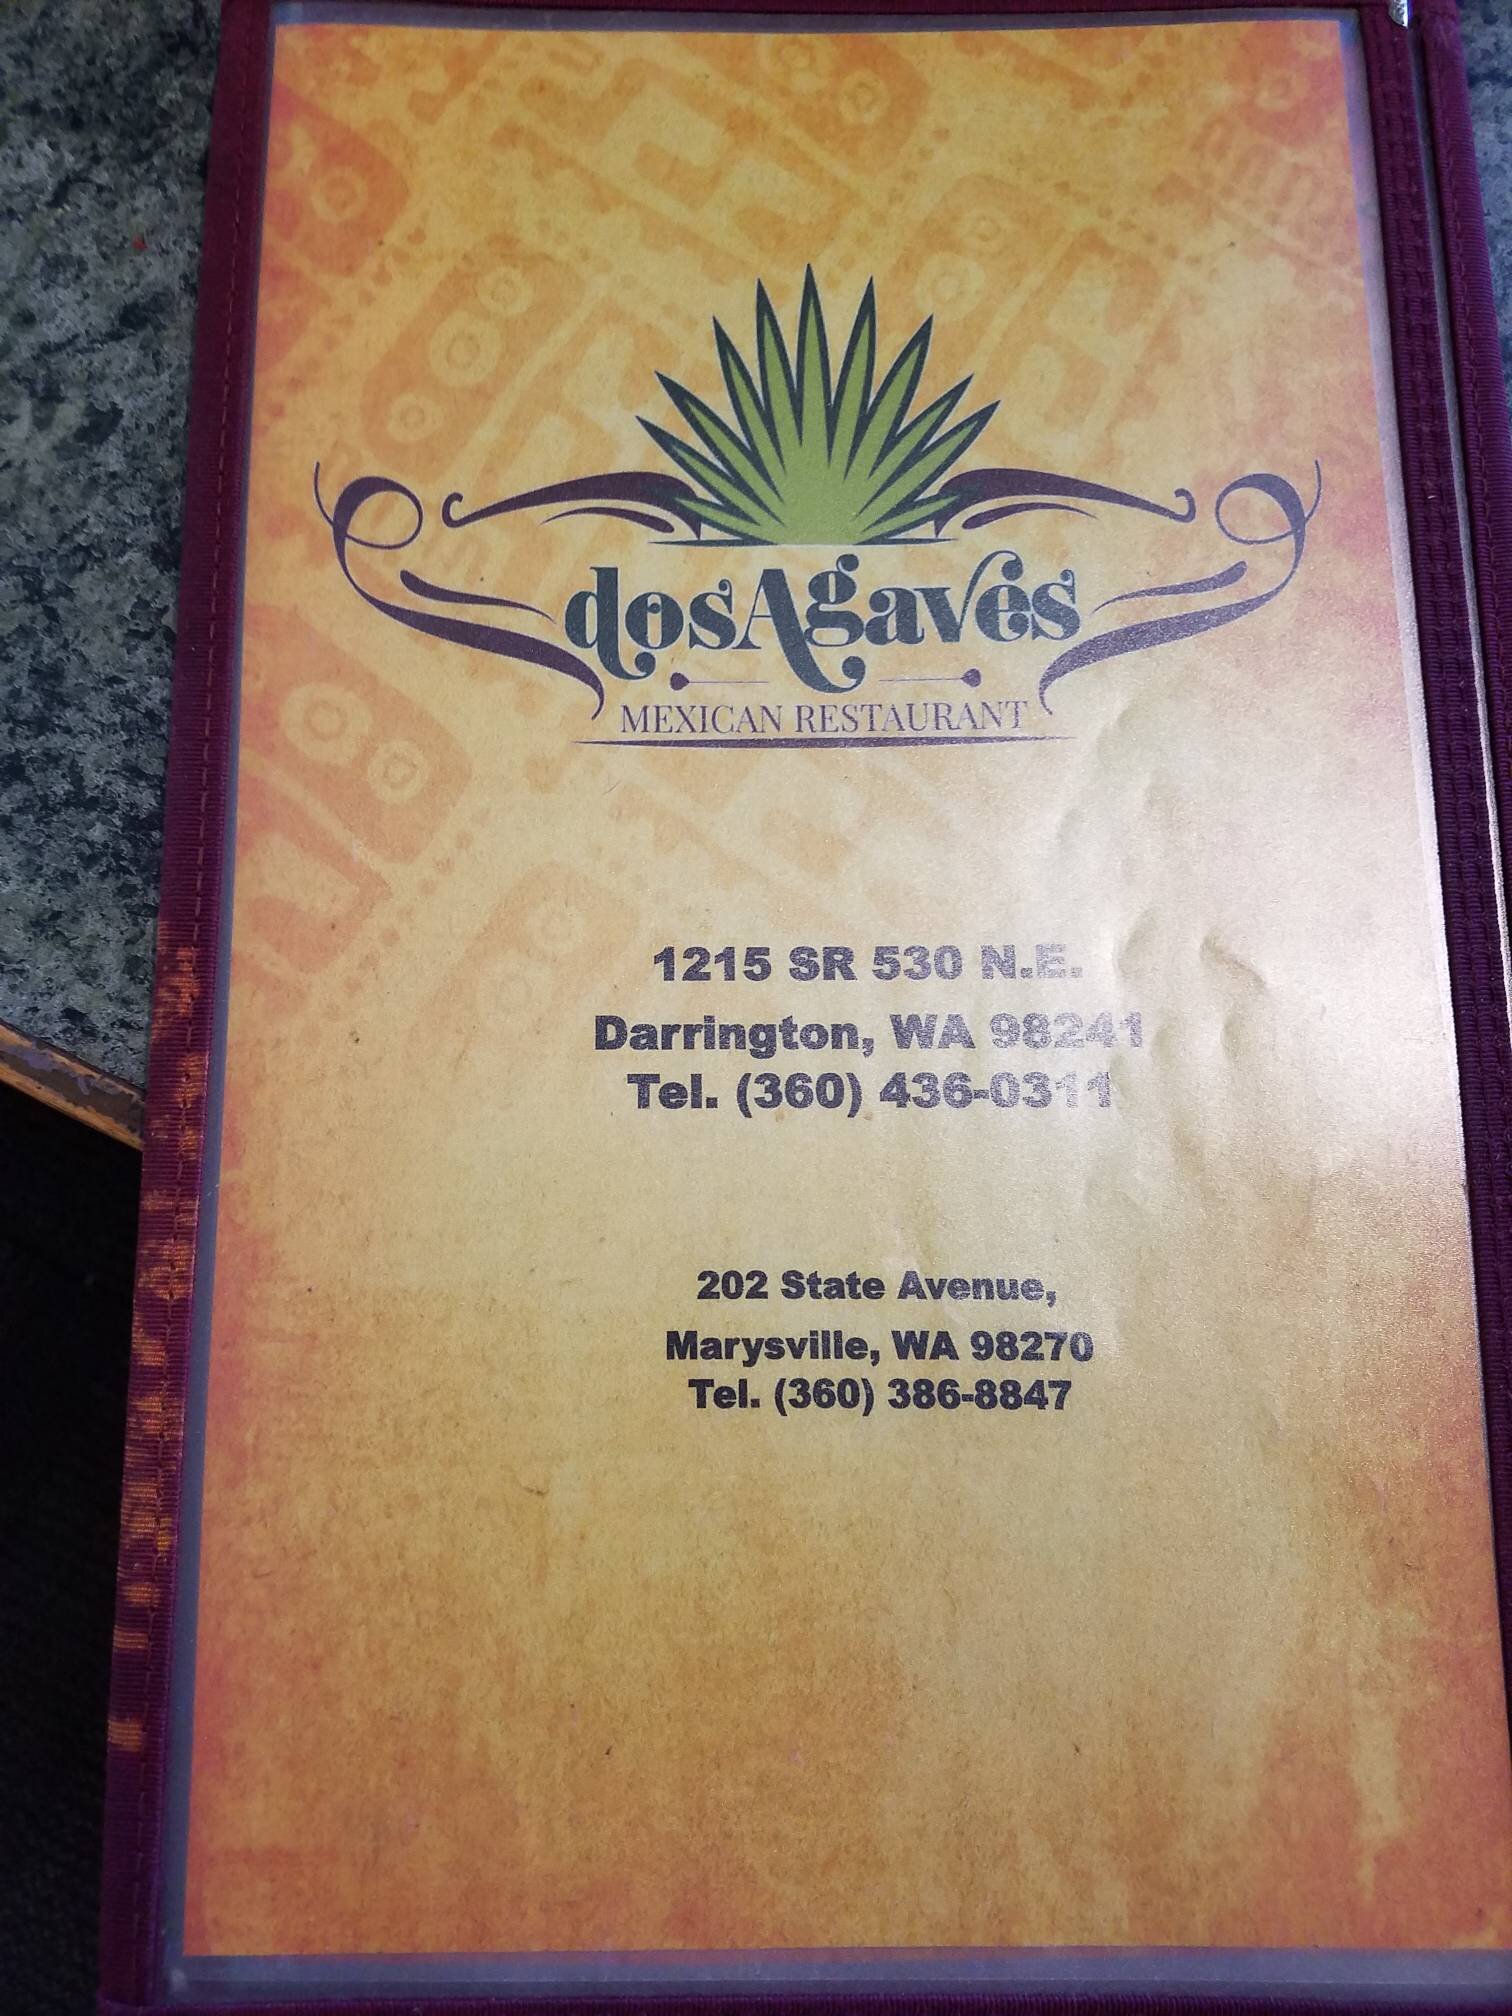 dosAgaves
MEXICAN RESTAURANT
1215 SR 530 N.E.
Darrington, WA 98241
Tel. (360) 436-0311
202 State Avenue,
Marysville, WA 98270
Tel. (360) 386-8847